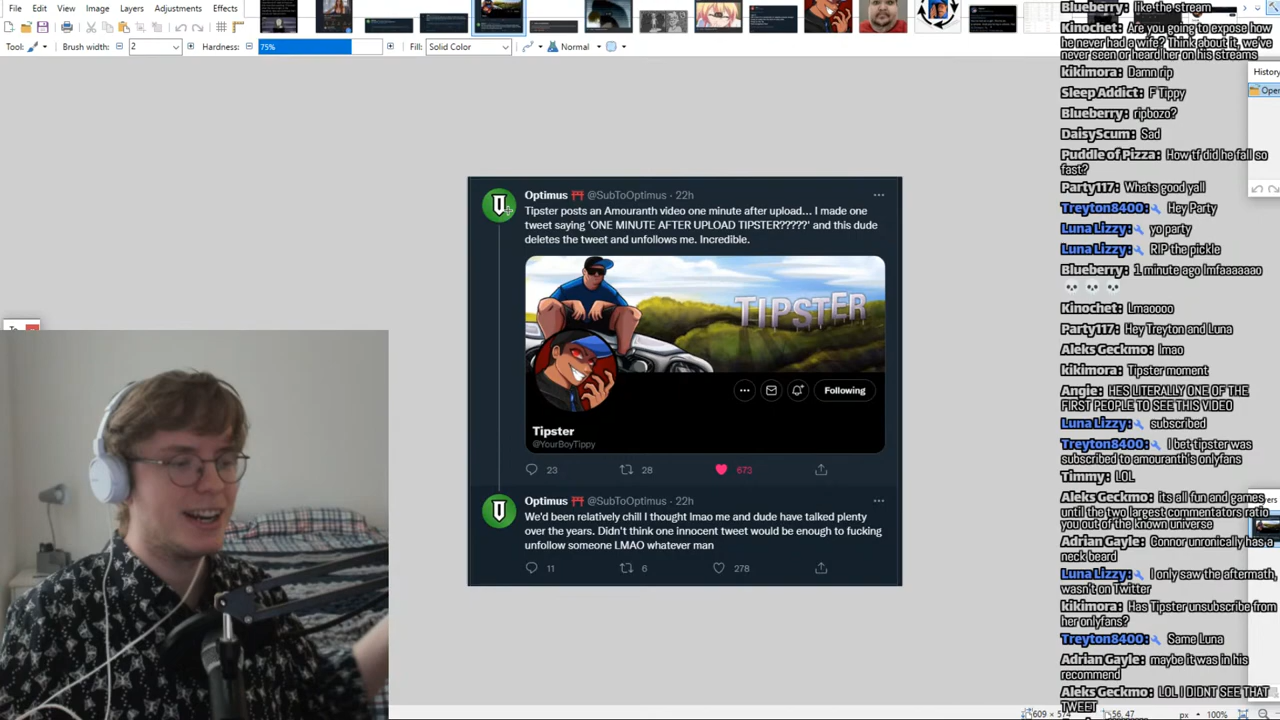 Edit View Image Layers Adjustments Effects
Tool: Brush width: 2 Hardness: 75% Fill: Solid Color Normal
Optimus @SubToOptimus · 22h
Tipster posts an Amouranth video one minute after upload... I made one
tweet saying 'ONE MINUTE AFTER UPLOAD TIPSTER?????' and this dude
deletes the tweet and unfollows me. Incredible.
TIPSTER
Following
Tipster
@YourBoyTippy
23 28 673
Optimus @SubToOptimus · 22h
We'd been relatively chill I thought lmao me and dude have talked plenty
over the years. Didn't think one innocent tweet would be enough to fucking
unfollow someone LMAO whatever man
11 6 278
Blueberry: like the stream
Kinochet: Are you going to expose how
he never had a wife? Think about it, we've
never seen or heard her on his streams
kikimora: Damn rip
Sleep Addict: F Tippy
Blueberry: ripbozo?
DaisyScum: Sad
Puddle of Pizza: How tf did he fall so
fast?
Party117: Whats good yall
Treyton8400: Hey Party
Luna Lizzy: yo party
Luna Lizzy: RIP the pickle
Blueberry: 1 minute ago lmfaaaaaao
Kinochet: Lmaoooo
Party117: Hey Treyton and Luna
Aleks Geckmo: lmao
kikimora: Tipster moment
Angie: HES LITERALLY ONE OF THE
FIRST PEOPLE TO SEE THIS VIDEO
Luna Lizzy: subscribed
Treyton8400: I bet tipster was
subscribed to amouranth's onlyfans
Timmy: LOL
Aleks Geckmo: its all fun and games
until the two largest commentators ratio
you out of the known universe
Adrian Gayle: Connor unronically has a
neck beard
Luna Lizzy: I only saw the aftermath,
wasn't on Twitter
kikimora: Has Tipster unsubscribe from
her onlyfans?
Treyton8400: Same Luna
Adrian Gayle: maybe it was in his
recommend
Aleks Geckmo: LOL I DIDNT SEE THAT
TWEET
History
Open
609 × 574 56, 47 px 100%